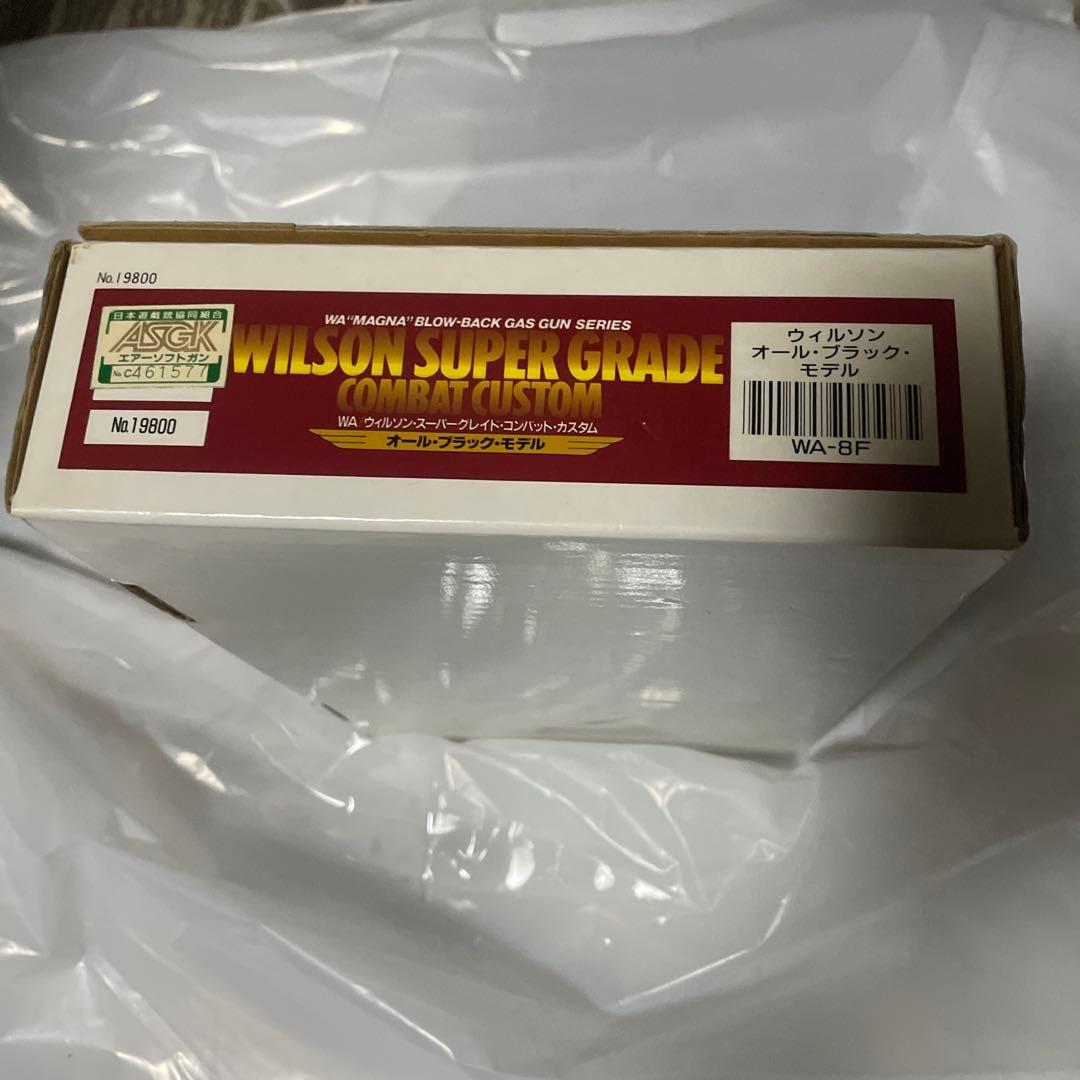 No.19800
日本遊戯銃協同組合
ASGK
エアーソフトガン
No.C461577
No.19800
WA "MAGNA" BLOW-BACK GAS GUN SERIES
WILSON SUPER GRADE
COMBAT CUSTOM
WA/ウィルソン・スーパーグレイト・コンバット・カスタム
オール・ブラック・モデル
ウィルソン
オール・ブラック・
モデル
WA-8F